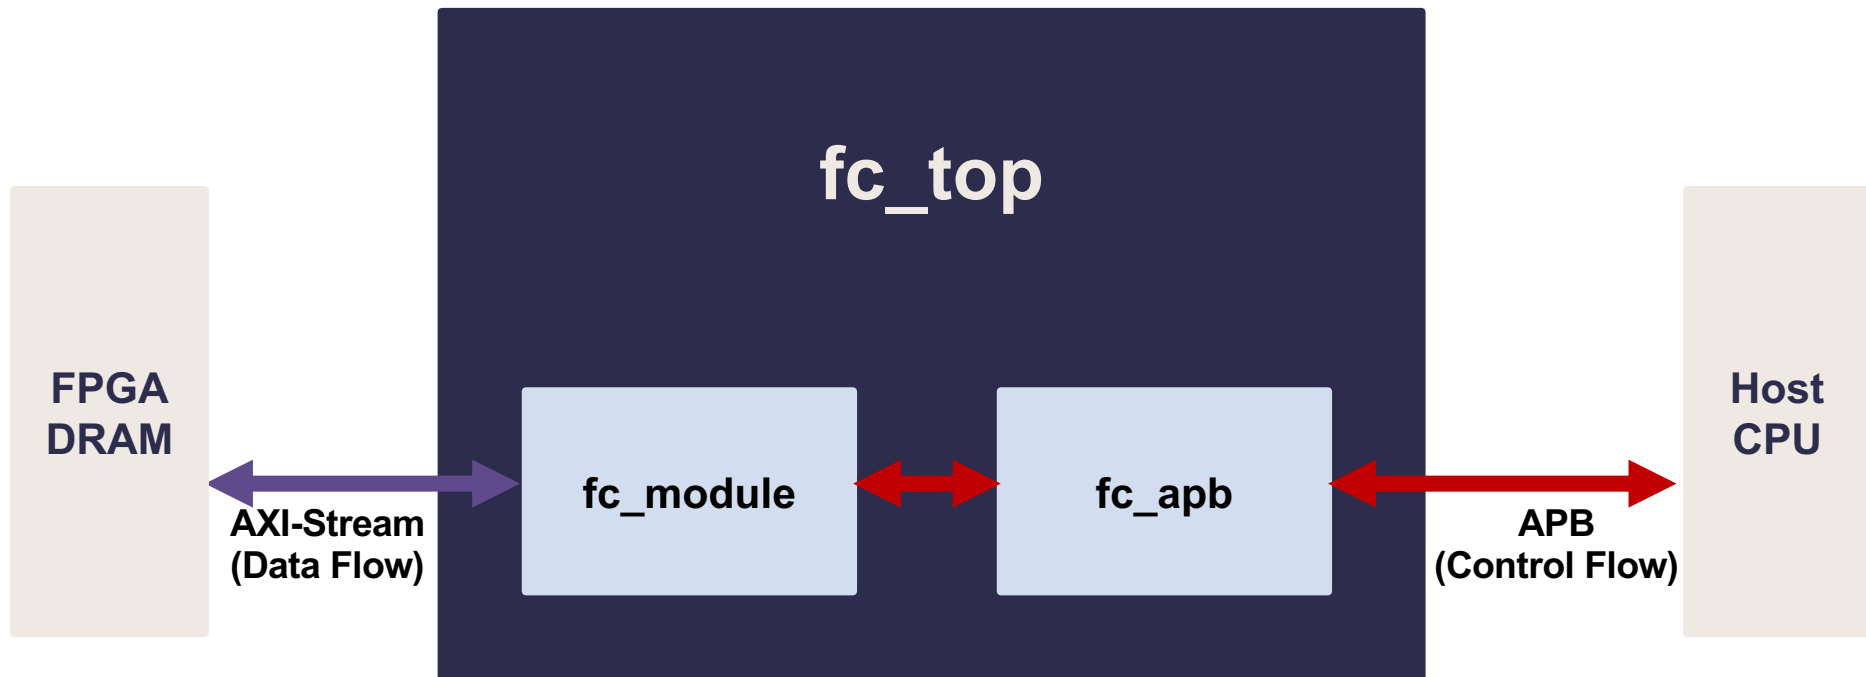 fc_top
FPGA
DRAM
AXI-Stream
(Data Flow)
fc_module
fc_apb
APB
(Control Flow)
Host
CPU